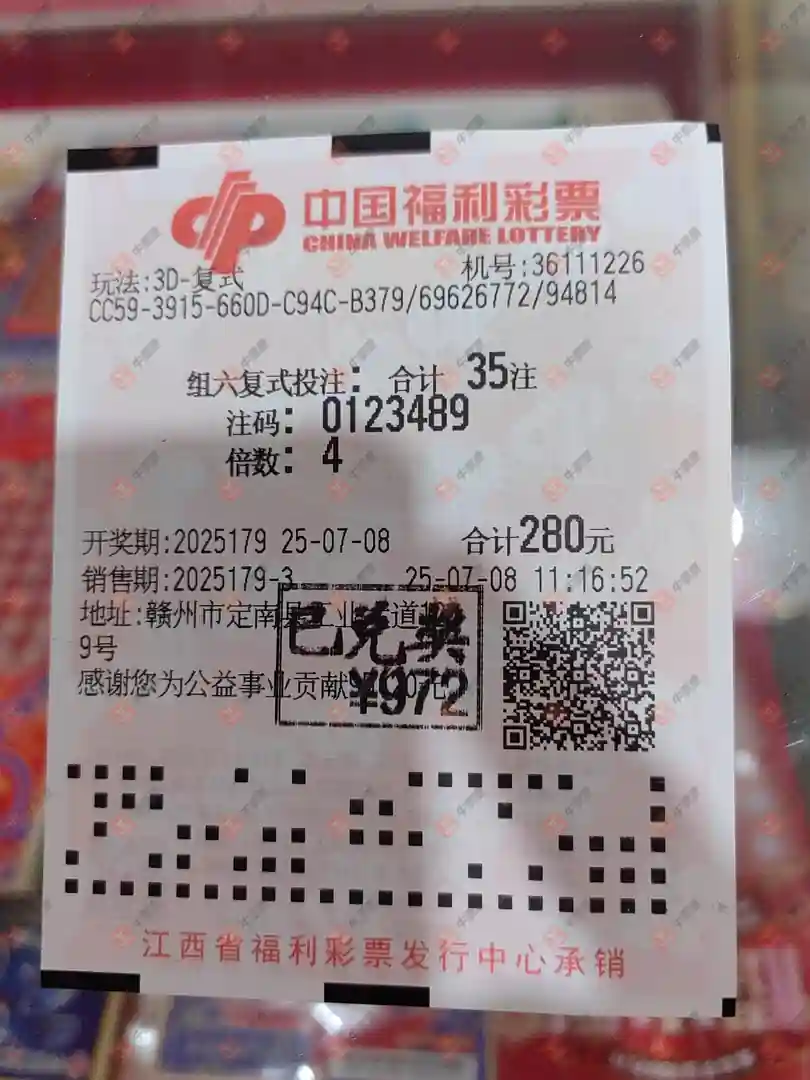 中国福利彩票
CHINA WELFARE LOTTERY
玩法:3D-复式 机号:36111226
CC59-3915-660D-C94C-B379/69626772/94814
组六复式投注: 合计 35注
注码: 0123489
倍数: 4
开奖期:2025179 25-07-08 合计280元
销售期:2025179-3 25-07-08 11:16:52
地址:赣州市定南县工业大道
9号
感谢您为公益事业贡献 元
已兑奖
¥972
江西省福利彩票发行中心承销